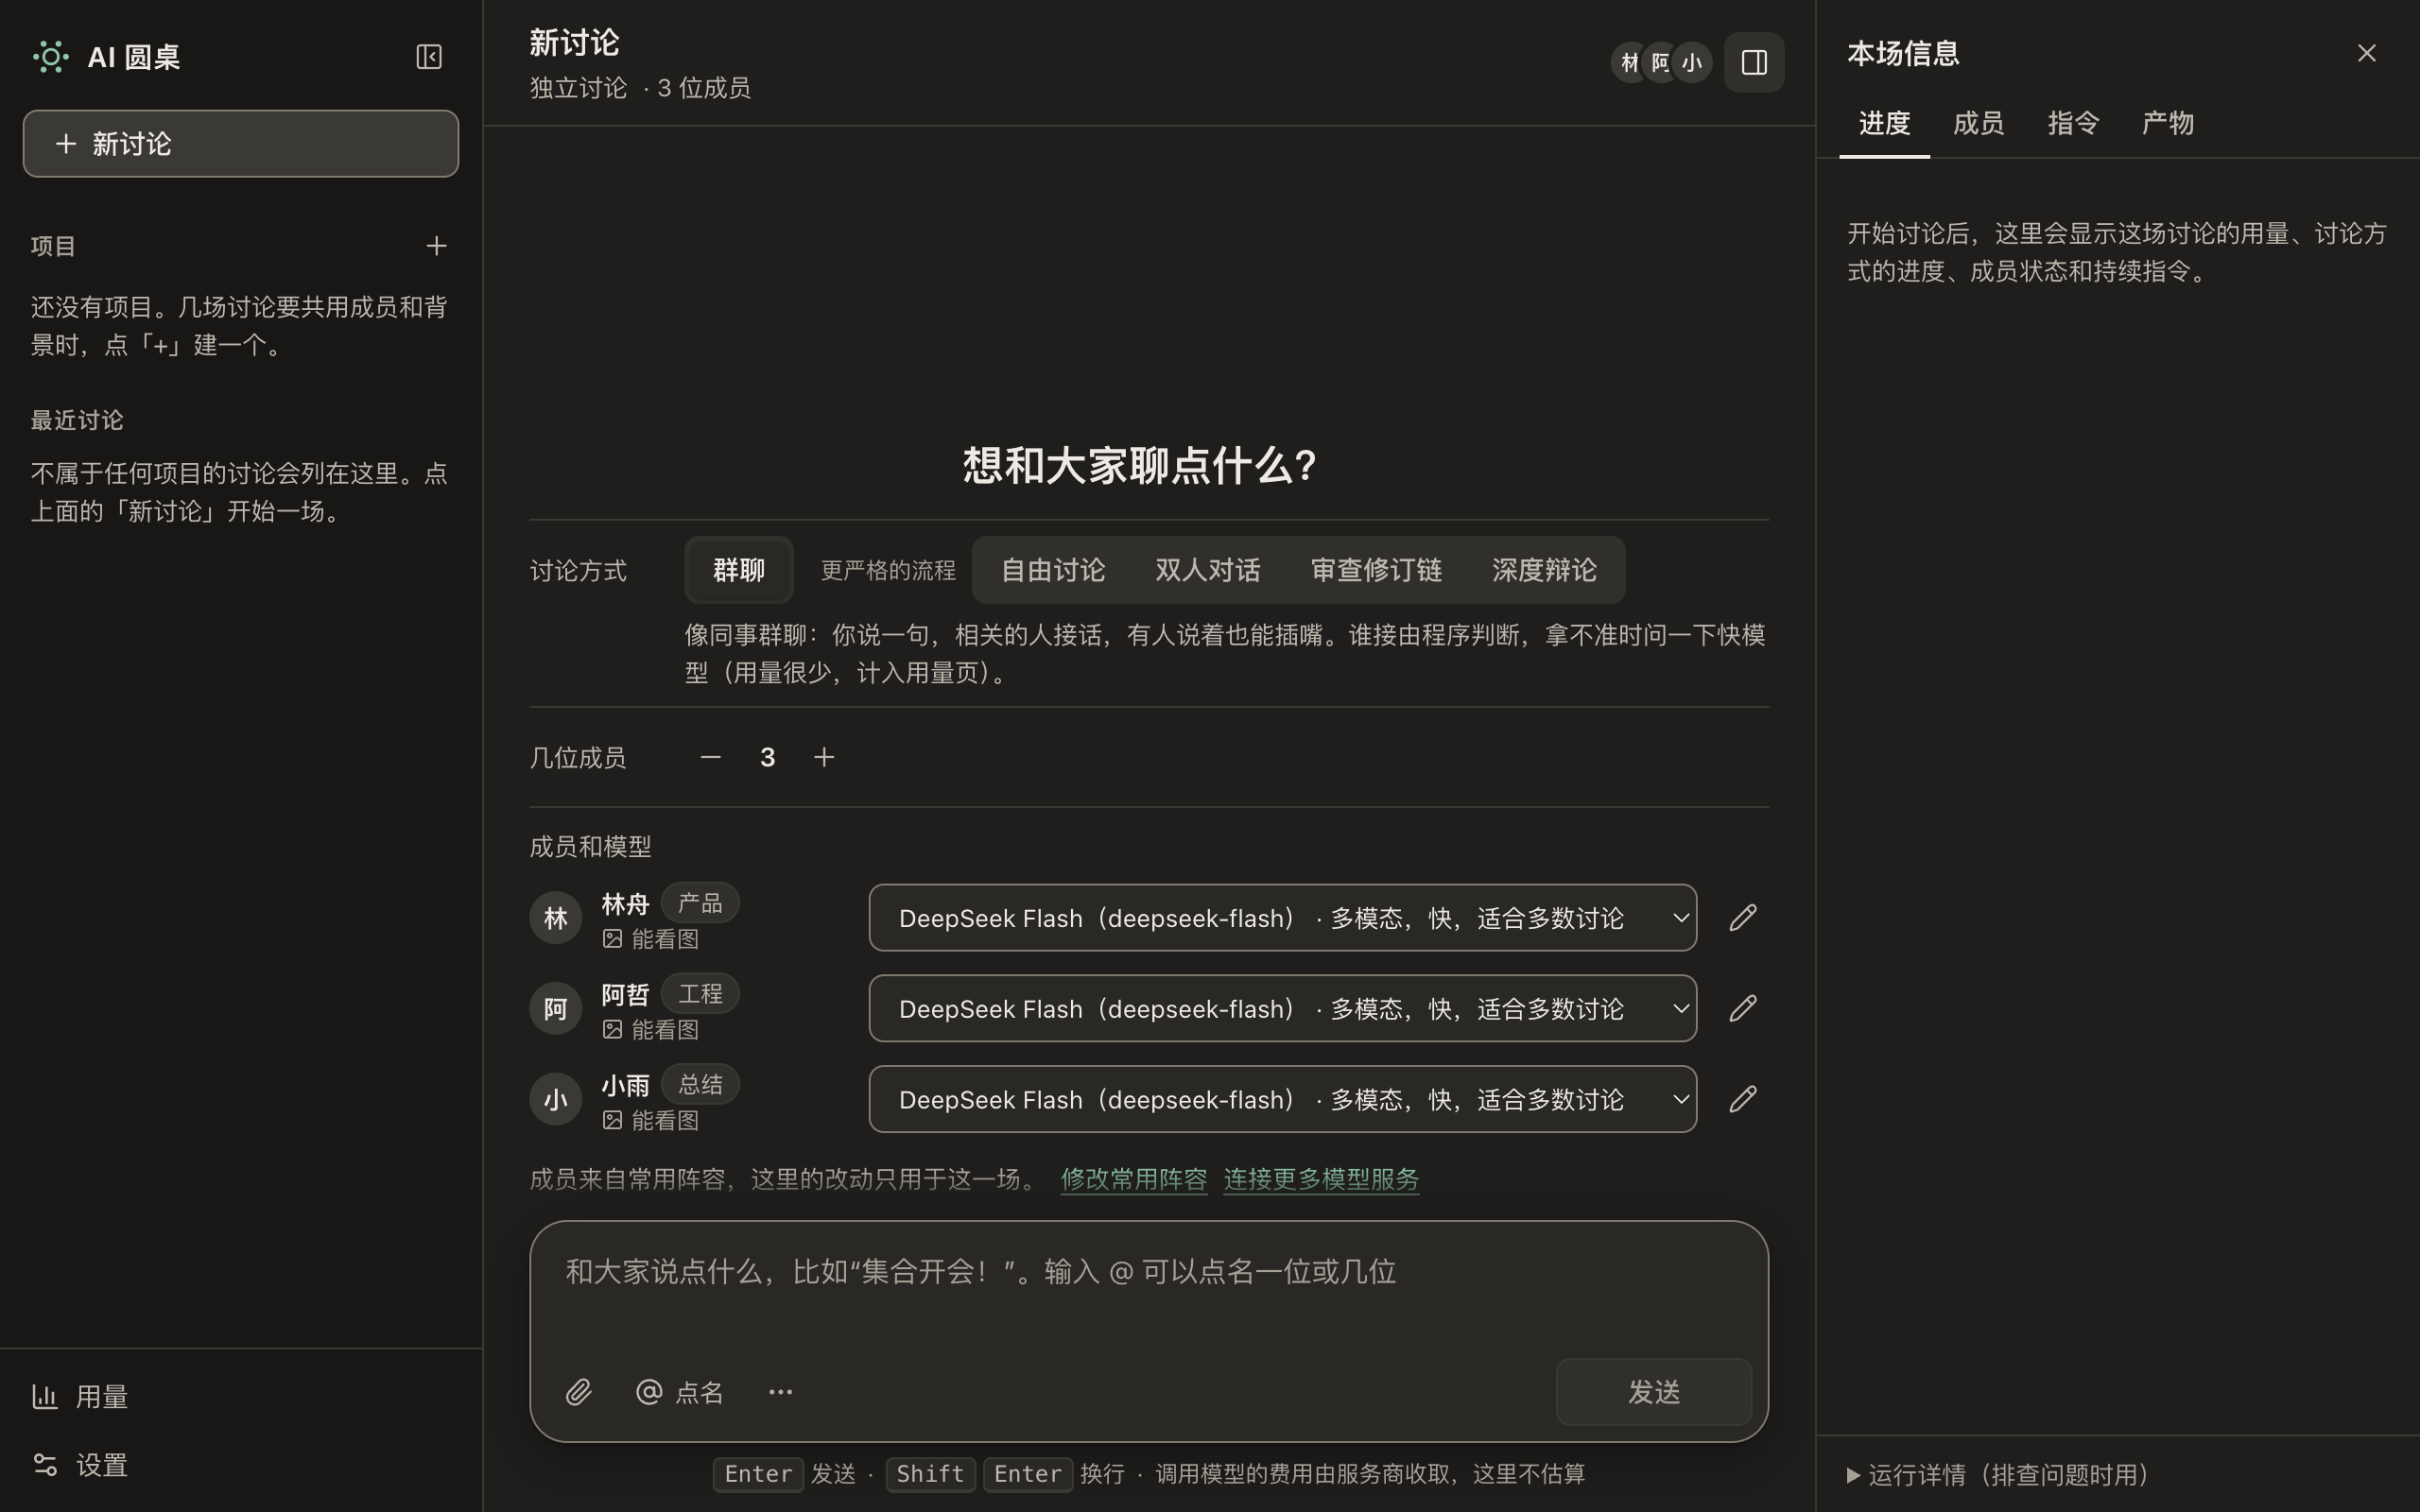 AI 圆桌
新讨论
项目
还没有项目。几场讨论要共用成员和背
景时，点「+」建一个。
最近讨论
不属于任何项目的讨论会列在这里。点
上面的「新讨论」开始一场。
用量
设置
新讨论
独立讨论 · 3 位成员
林 阿 小
想和大家聊点什么?
讨论方式 群聊 更严格的流程 自由讨论 双人对话 审查修订链 深度辩论
像同事群聊：你说一句，相关的人接话，有人说着也能插嘴。谁接由程序判断，拿不准时问一下快模
型（用量很少，计入用量页）。
几位成员 3
成员和模型
林 林舟 产品
能看图
DeepSeek Flash（deepseek-flash） · 多模态，快，适合多数讨论
阿 阿哲 工程
能看图
DeepSeek Flash（deepseek-flash） · 多模态，快，适合多数讨论
小 小雨 总结
能看图
DeepSeek Flash（deepseek-flash） · 多模态，快，适合多数讨论
成员来自常用阵容，这里的改动只用于这一场。 修改常用阵容 连接更多模型服务
和大家说点什么，比如“集合开会！”。输入 @ 可以点名一位或几位
@ 点名 ···
发送
Enter 发送 · Shift Enter 换行 · 调用模型的费用由服务商收取，这里不估算
本场信息
进度 成员 指令 产物
开始讨论后，这里会显示这场讨论的用量、讨论方
式的进度、成员状态和持续指令。
运行详情（排查问题时用）